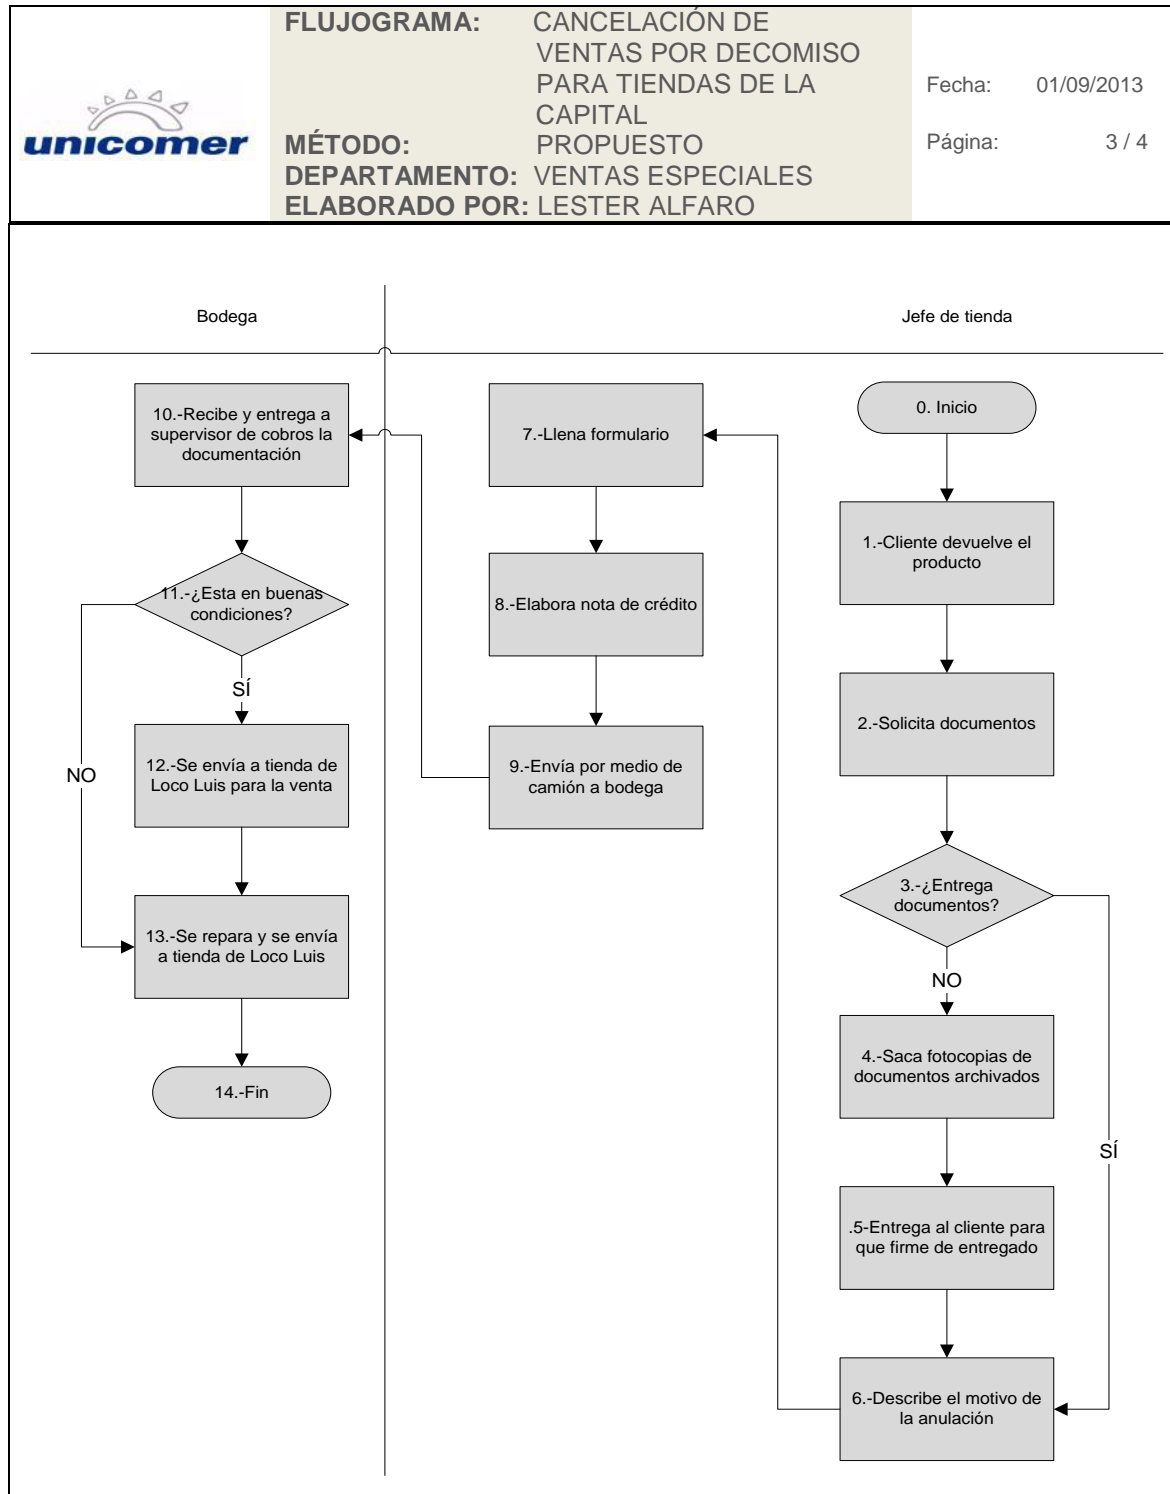 unicomer
FLUJOGRAMA: CANCELACIÓN DE
VENTAS POR DECOMISO
PARA TIENDAS DE LA
CAPITAL
MÉTODO: PROPUESTO
DEPARTAMENTO: VENTAS ESPECIALES
ELABORADO POR: LESTER ALFARO
Fecha: 01/09/2013
Página: 3 / 4
Bodega
Jefe de tienda
0. Inicio
1.-Cliente devuelve el
producto
2.-Solicita documentos
3.-¿Entrega
documentos?
NO
SÍ
4.-Saca fotocopias de
documentos archivados
.5-Entrega al cliente para
que firme de entregado
6.-Describe el motivo de
la anulación
7.-Llena formulario
8.-Elabora nota de crédito
9.-Envía por medio de
camión a bodega
10.-Recibe y entrega a
supervisor de cobros la
documentación
11.-¿Esta en buenas
condiciones?
SÍ
NO
12.-Se envía a tienda de
Loco Luis para la venta
13.-Se repara y se envía
a tienda de Loco Luis
14.-Fin